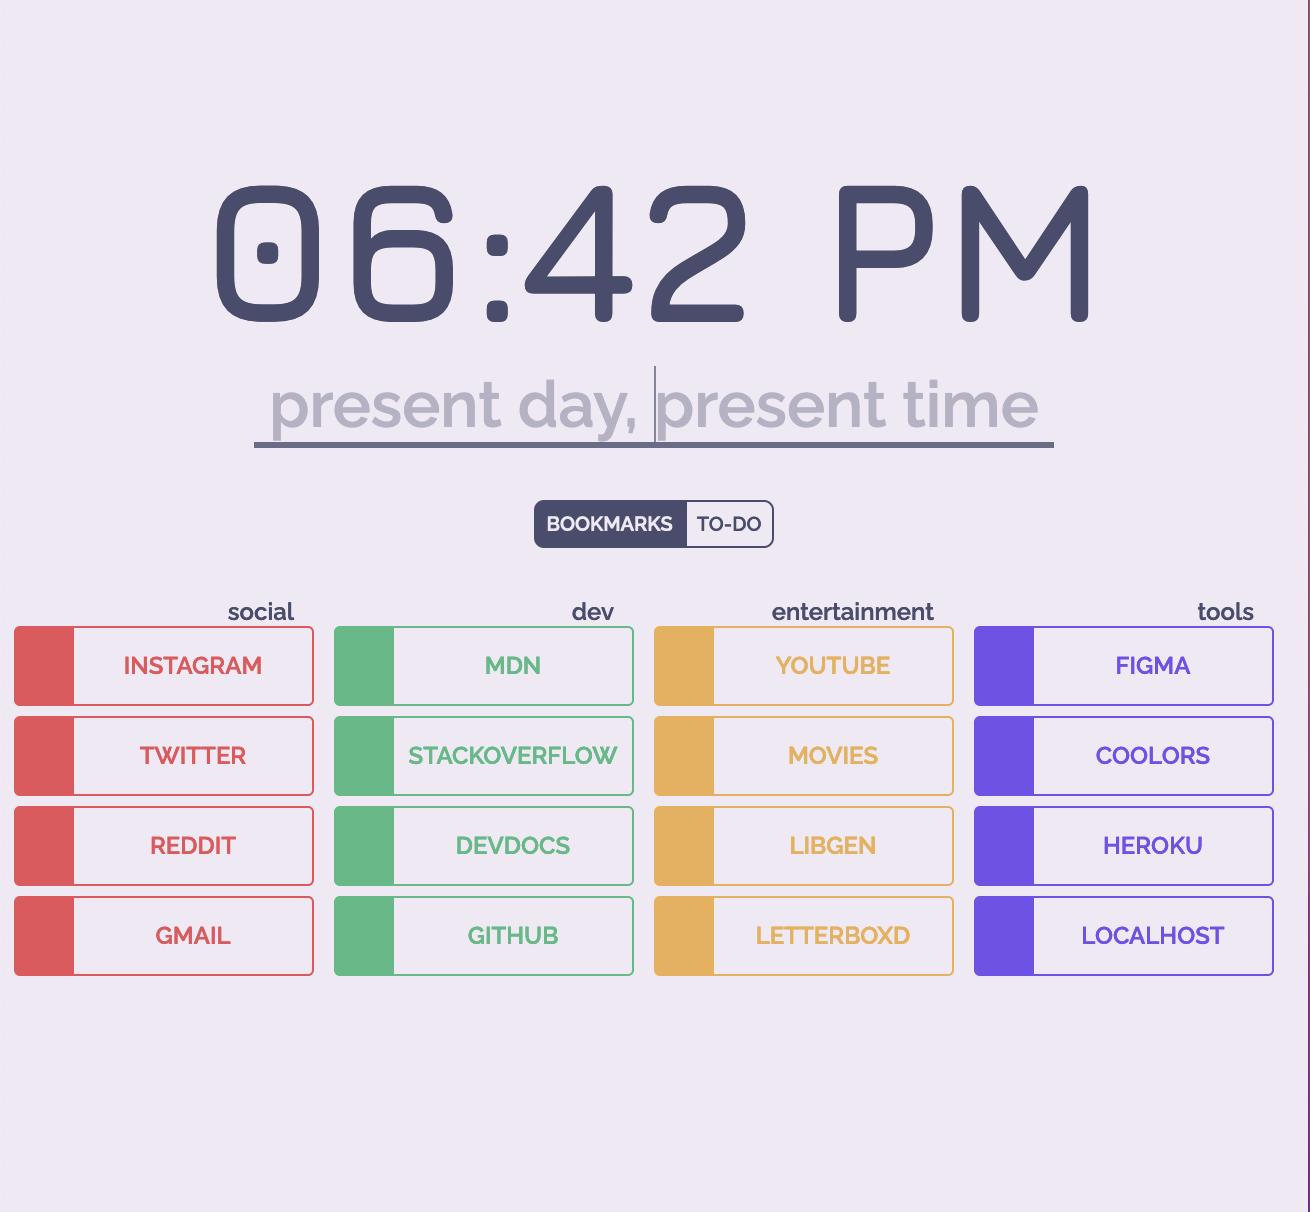 06:42 PM
present day, present time
BOOKMARKS TO-DO
social dev entertainment tools
INSTAGRAM MDN YOUTUBE FIGMA
TWITTER STACKOVERFLOW MOVIES COOLORS
REDDIT DEVDOCS LIBGEN HEROKU
GMAIL GITHUB LETTERBOXD LOCALHOST